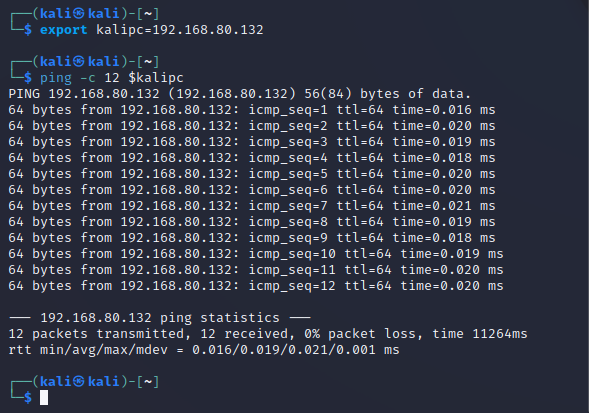 ┌──(kali㉿kali)-[~]
└─$ export kalipc=192.168.80.132
┌──(kali㉿kali)-[~]
└─$ ping -c 12 $kalipc
PING 192.168.80.132 (192.168.80.132) 56(84) bytes of data.
64 bytes from 192.168.80.132: icmp_seq=1 ttl=64 time=0.016 ms
64 bytes from 192.168.80.132: icmp_seq=2 ttl=64 time=0.020 ms
64 bytes from 192.168.80.132: icmp_seq=3 ttl=64 time=0.019 ms
64 bytes from 192.168.80.132: icmp_seq=4 ttl=64 time=0.018 ms
64 bytes from 192.168.80.132: icmp_seq=5 ttl=64 time=0.020 ms
64 bytes from 192.168.80.132: icmp_seq=6 ttl=64 time=0.020 ms
64 bytes from 192.168.80.132: icmp_seq=7 ttl=64 time=0.021 ms
64 bytes from 192.168.80.132: icmp_seq=8 ttl=64 time=0.019 ms
64 bytes from 192.168.80.132: icmp_seq=9 ttl=64 time=0.018 ms
64 bytes from 192.168.80.132: icmp_seq=10 ttl=64 time=0.019 ms
64 bytes from 192.168.80.132: icmp_seq=11 ttl=64 time=0.020 ms
64 bytes from 192.168.80.132: icmp_seq=12 ttl=64 time=0.020 ms
--- 192.168.80.132 ping statistics ---
12 packets transmitted, 12 received, 0% packet loss, time 11264ms
rtt min/avg/max/mdev = 0.016/0.019/0.021/0.001 ms
┌──(kali㉿kali)-[~]
└─$